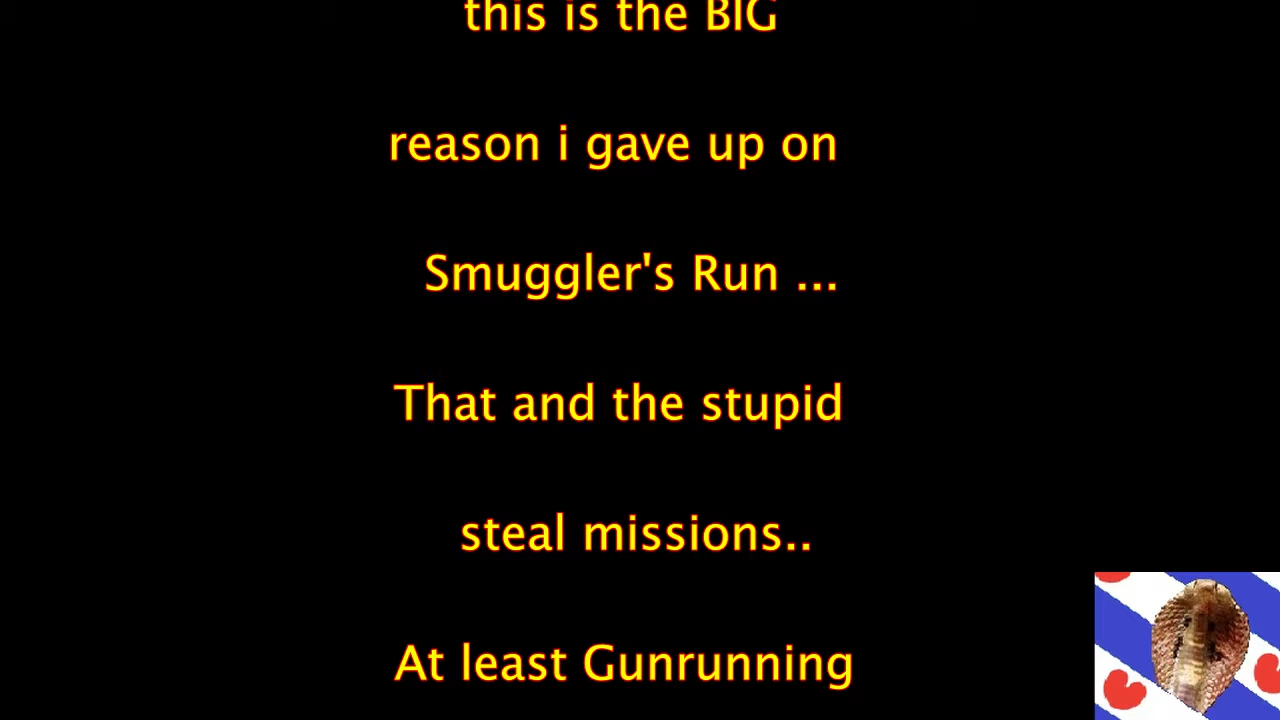 this is the BIG
reason i gave up on
Smuggler's Run ...
That and the stupid
steal missions..
At least Gunrunning